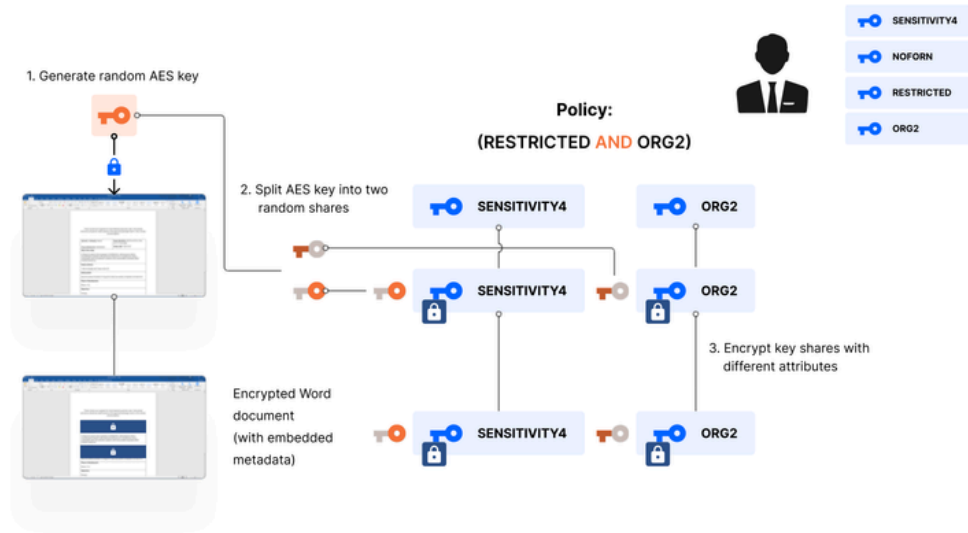 SENSITIVITY4
NOFORN
RESTRICTED
ORG2
1. Generate random AES key
Policy:
(RESTRICTED AND ORG2)
2. Split AES key into two
random shares
SENSITIVITY4
ORG2
SENSITIVITY4
ORG2
3. Encrypt key shares with
different attributes
Encrypted Word
document
(with embedded
metadata)
SENSITIVITY4
ORG2